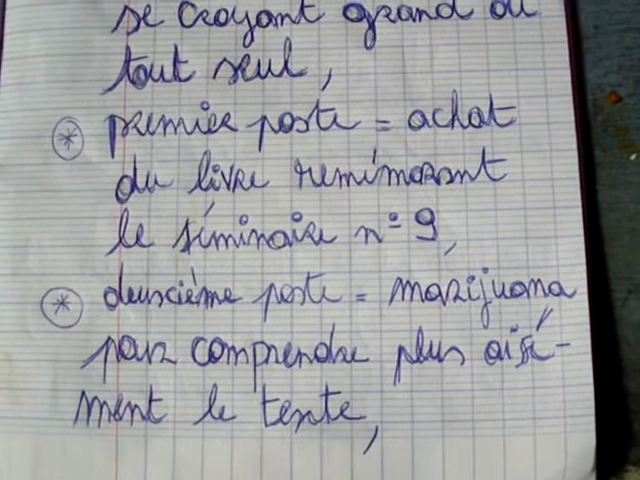 se croyant grand ou
tout seul,
* premier poste = achat
du livre remémorant
le séminaire n° 9,
* deuxième poste = marijuana
pour comprendre plus aisé-
ment le texte,